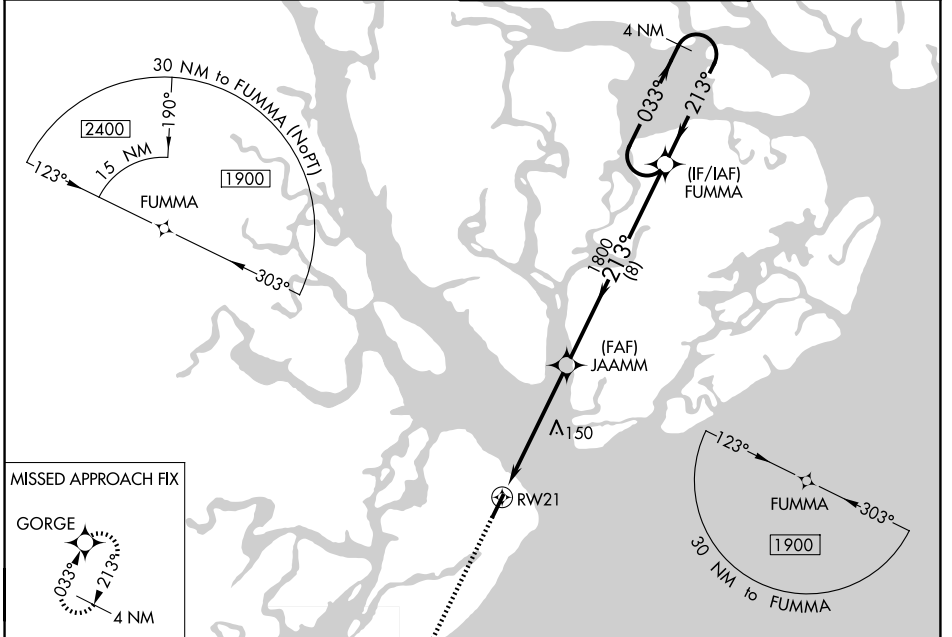 30 NM to FUMMA (NoPT)
2400
190°
15 NM
123°
1900
FUMMA
303°
4 NM
033°
213°
(IF/IAF)
FUMMA
1800
213°
(8)
(FAF)
JAAMM
150
RW21
MISSED APPROACH FIX
GORGE
033°
213°
4 NM
123°
FUMMA
303°
1900
30 NM to FUMMA